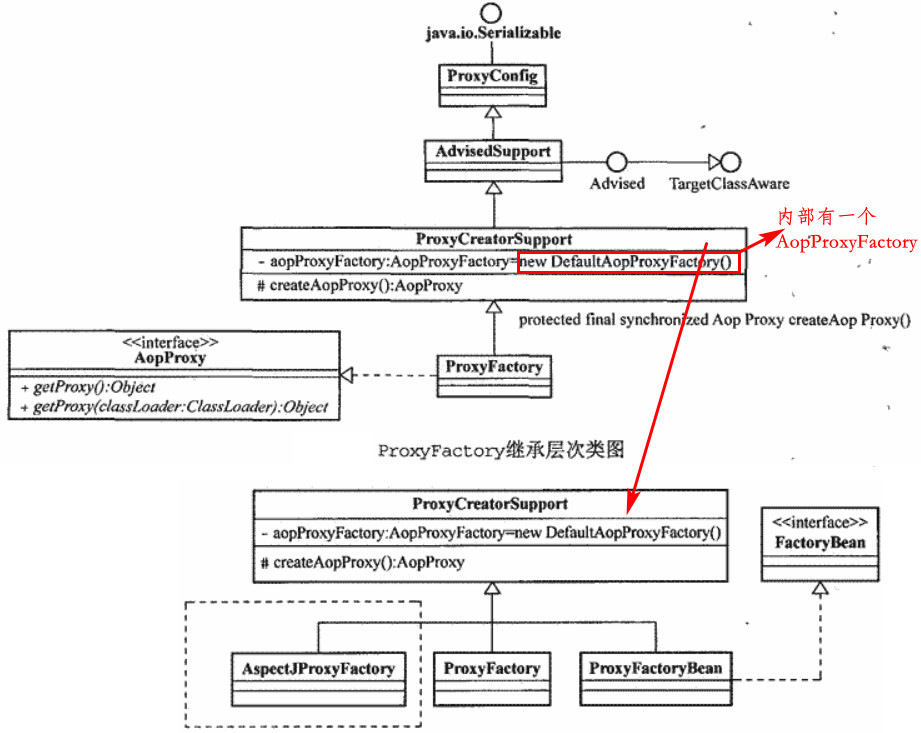 java.io.Serializable
ProxyConfig
AdvisedSupport
Advised
TargetClassAware
内部有一个
AopProxyFactory
ProxyCreatorSupport
- aopProxyFactory:AopProxyFactory=new DefaultAopProxyFactory()
# createAopProxy():AopProxy
protected final synchronized Aop Proxy createAop Proxy()
<<interface>>
AopProxy
+ getProxy():Object
+ getProxy(classLoader:ClassLoader):Object
ProxyFactory
ProxyFactory继承层次类图
ProxyCreatorSupport
- aopProxyFactory:AopProxyFactory=new DefaultAopProxyFactory()
# createAopProxy():AopProxy
<<interface>>
FactoryBean
AspectJProxyFactory
ProxyFactory
ProxyFactoryBean